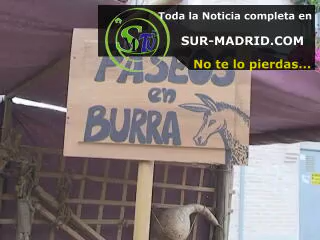 Toda la Noticia completa en
SUR-MADRID.COM
No te lo pierdas...
PASEOS
en
BURRA